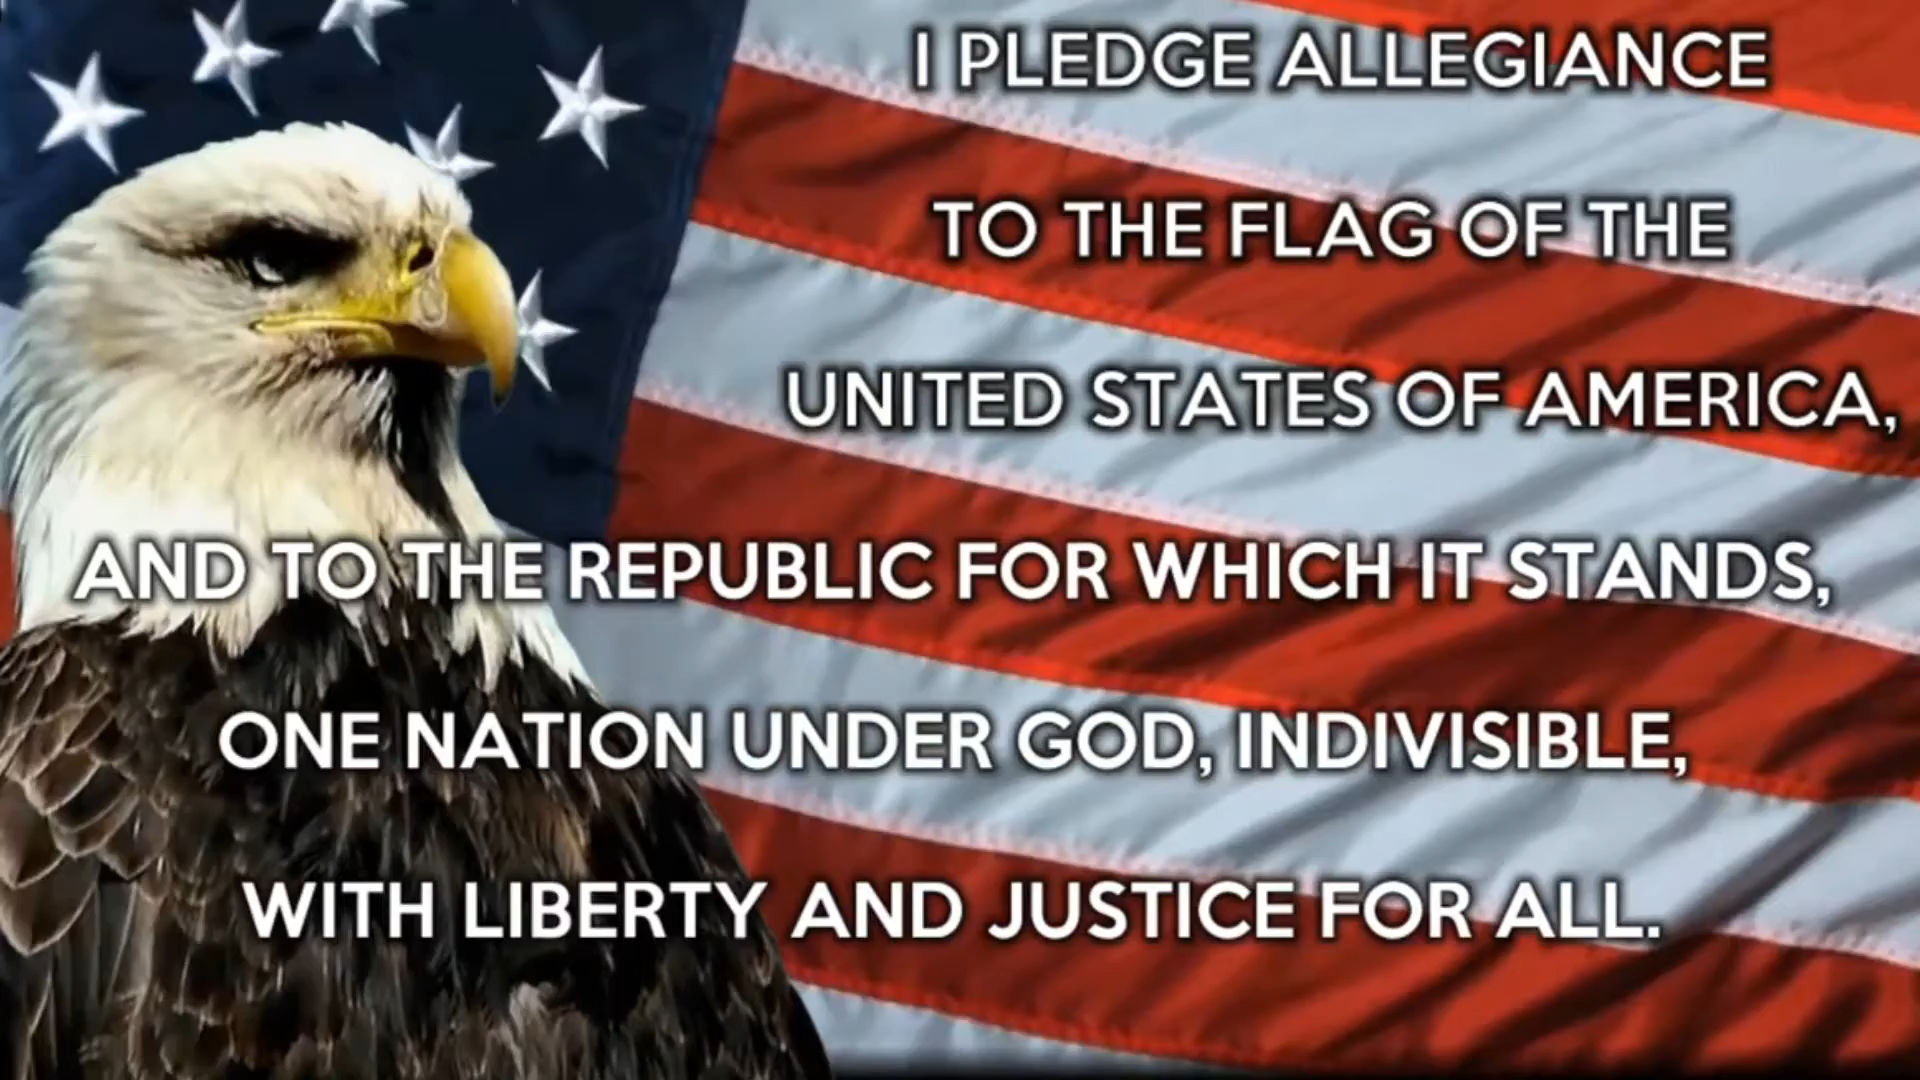 I PLEDGE ALLEGIANCE
TO THE FLAG OF THE
UNITED STATES OF AMERICA,
AND TO THE REPUBLIC FOR WHICH IT STANDS,
ONE NATION UNDER GOD, INDIVISIBLE,
WITH LIBERTY AND JUSTICE FOR ALL.